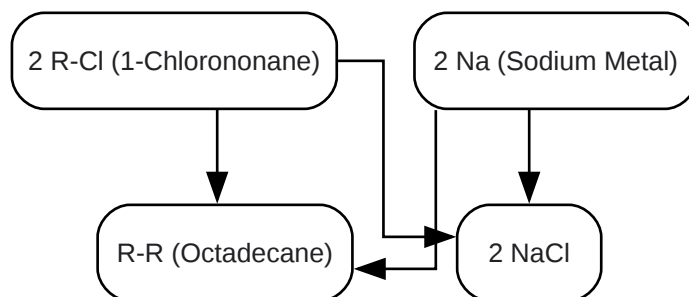 2 R-Cl (1-Chlorononane)
2 Na (Sodium Metal)
R-R (Octadecane)
2 NaCl